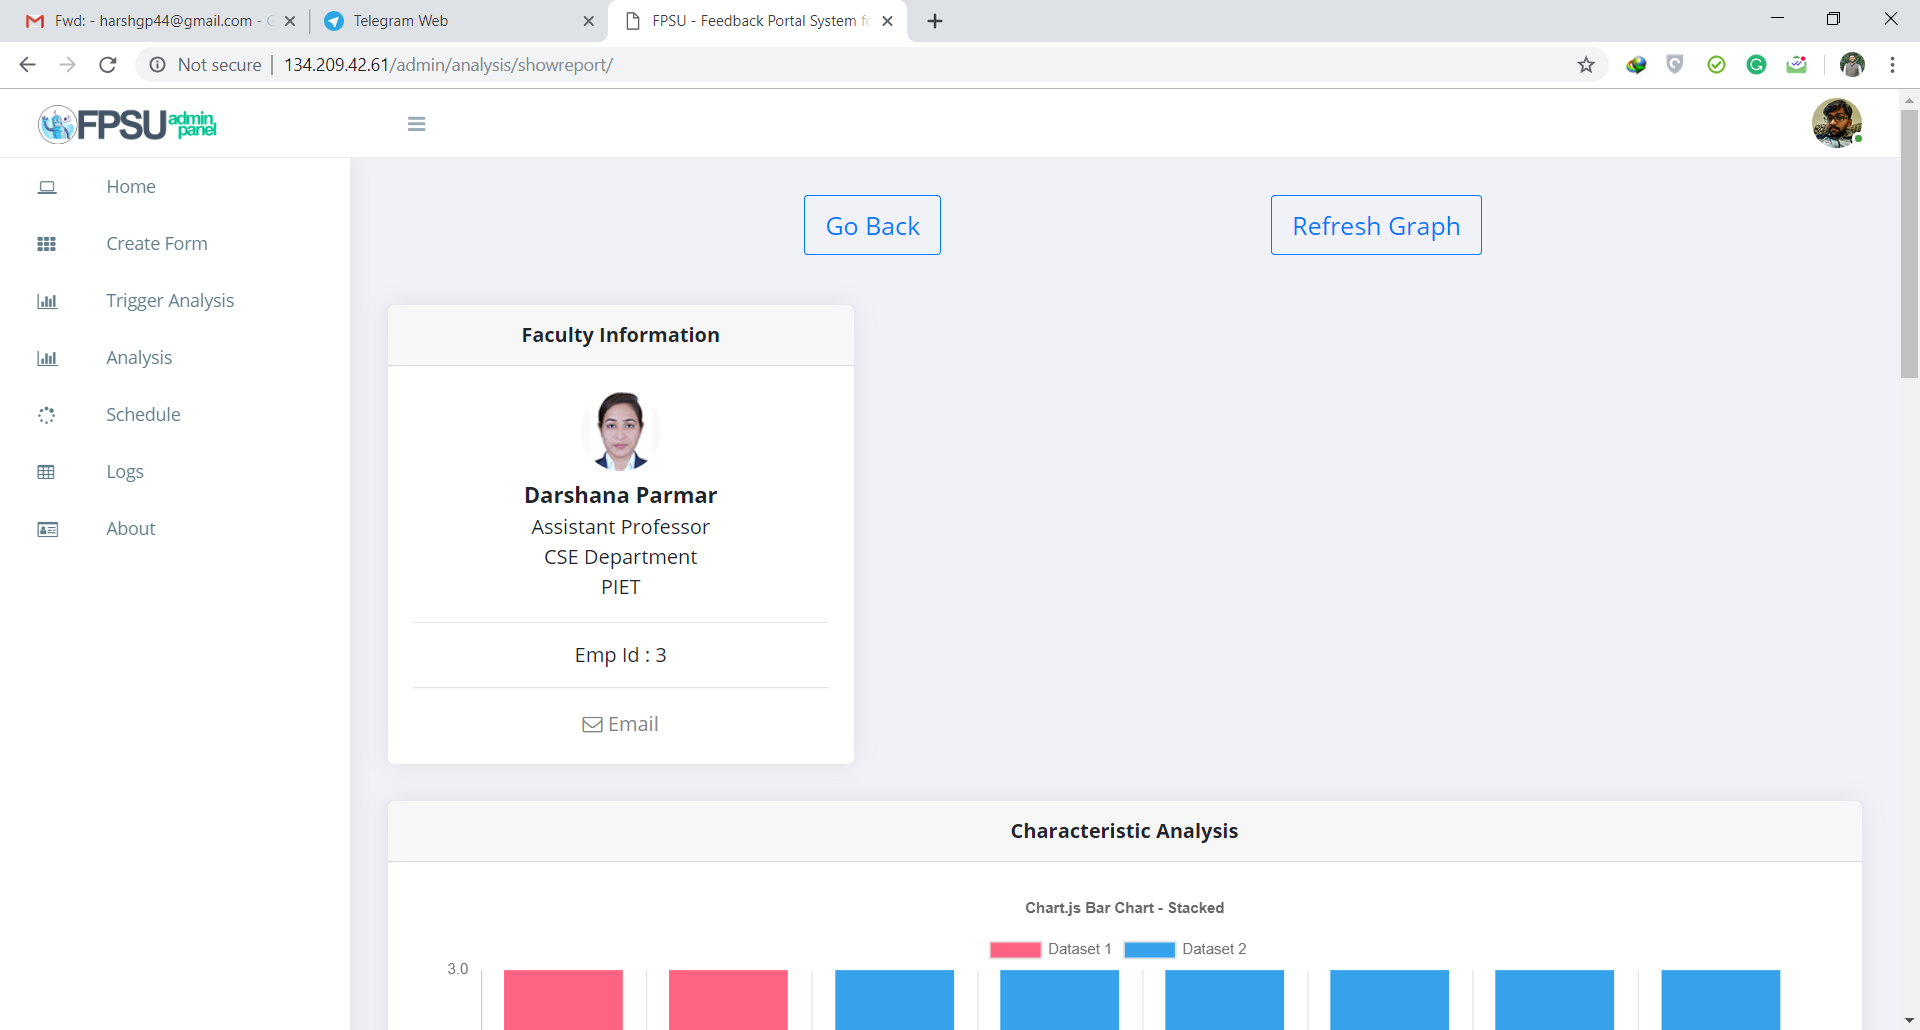 Fwd: - harshgp44@gmail.com -
Telegram Web
FPSU - Feedback Portal System
Not secure
134.209.42.61/admin/analysis/showreport/
FPSU admin panel
Home
Create Form
Trigger Analysis
Analysis
Schedule
Logs
About
Go Back
Refresh Graph
Faculty Information
Darshana Parmar
Assistant Professor
CSE Department
PIET
Emp Id : 3
Email
Characteristic Analysis
Chart.js Bar Chart - Stacked
Dataset 1
Dataset 2
3.0